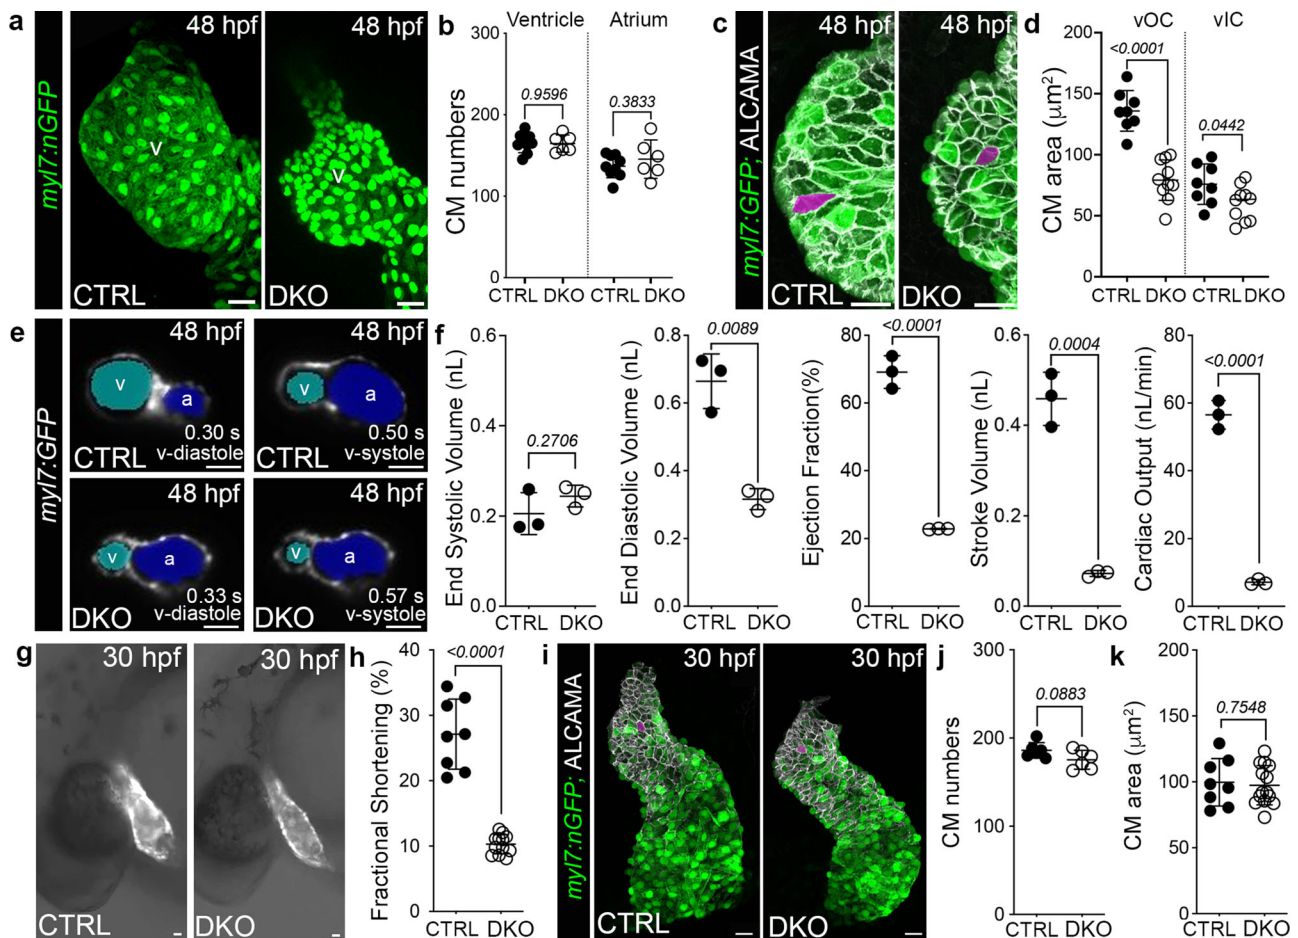 a
myl7:nGFP
48 hpf
v
CTRL
48 hpf
v
DKO
b
Ventricle
Atrium
CM numbers
300
200
100
0
0.9596
0.3833
CTRL DKO
CTRL DKO
c
myl7:GFP; ALCAMA
48 hpf
CTRL
48 hpf
DKO
d
vOC
vIC
CM area (μm²)
200
150
100
50
0
<0.0001
0.0442
CTRL DKO
CTRL DKO
e
myl7:GFP
48 hpf
v
a
0.30 s
CTRL
v-diastole
48 hpf
v
a
0.50 s
CTRL
v-systole
48 hpf
v
a
0.33 s
DKO
v-diastole
48 hpf
v
a
0.57 s
DKO
v-systole
f
End Systolic Volume (nL)
0.6
0.4
0.2
0.0
0.2706
CTRL DKO
End Diastolic Volume (nL)
0.8
0.6
0.4
0.2
0.0
0.0089
CTRL DKO
Ejection Fraction(%)
80
60
40
20
0
<0.0001
CTRL DKO
Stroke Volume (nL)
0.6
0.4
0.2
0.0
0.0004
CTRL DKO
Cardiac Output (nL/min)
80
60
40
20
0
<0.0001
CTRL DKO
g
30 hpf
CTRL
30 hpf
DKO
h
Fractional Shortening (%)
40
30
20
10
0
<0.0001
CTRL DKO
i
myl7:nGFP; ALCAMA
30 hpf
CTRL
30 hpf
DKO
j
CM numbers
300
200
100
0
0.0883
CTRL DKO
k
CM area (μm²)
200
150
100
50
0
0.7548
CTRL DKO